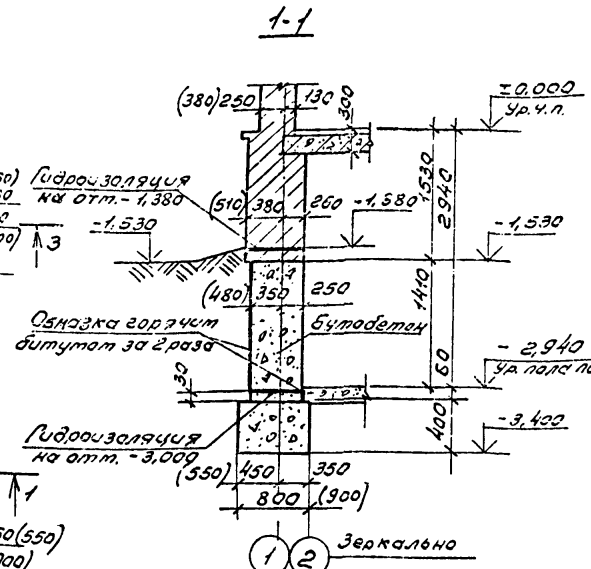 1-1
(380) 250 130
300
±0.000
Ур.ч.п.
Гидроизоляция
на отм. -1,380
(510) 380 260
-1,580
1530
2940
-1,530
3
-1,530
(480) 350 250
1410
Обмазка горячим
битумом за 2 раза
Бутобетон
30
60
-2,940
Ур. пола
Гидроизоляция
на отм. -3,000
400
-3,400
(550) 450 350
800 (900)
1
50(550)
1 2 Зеркально